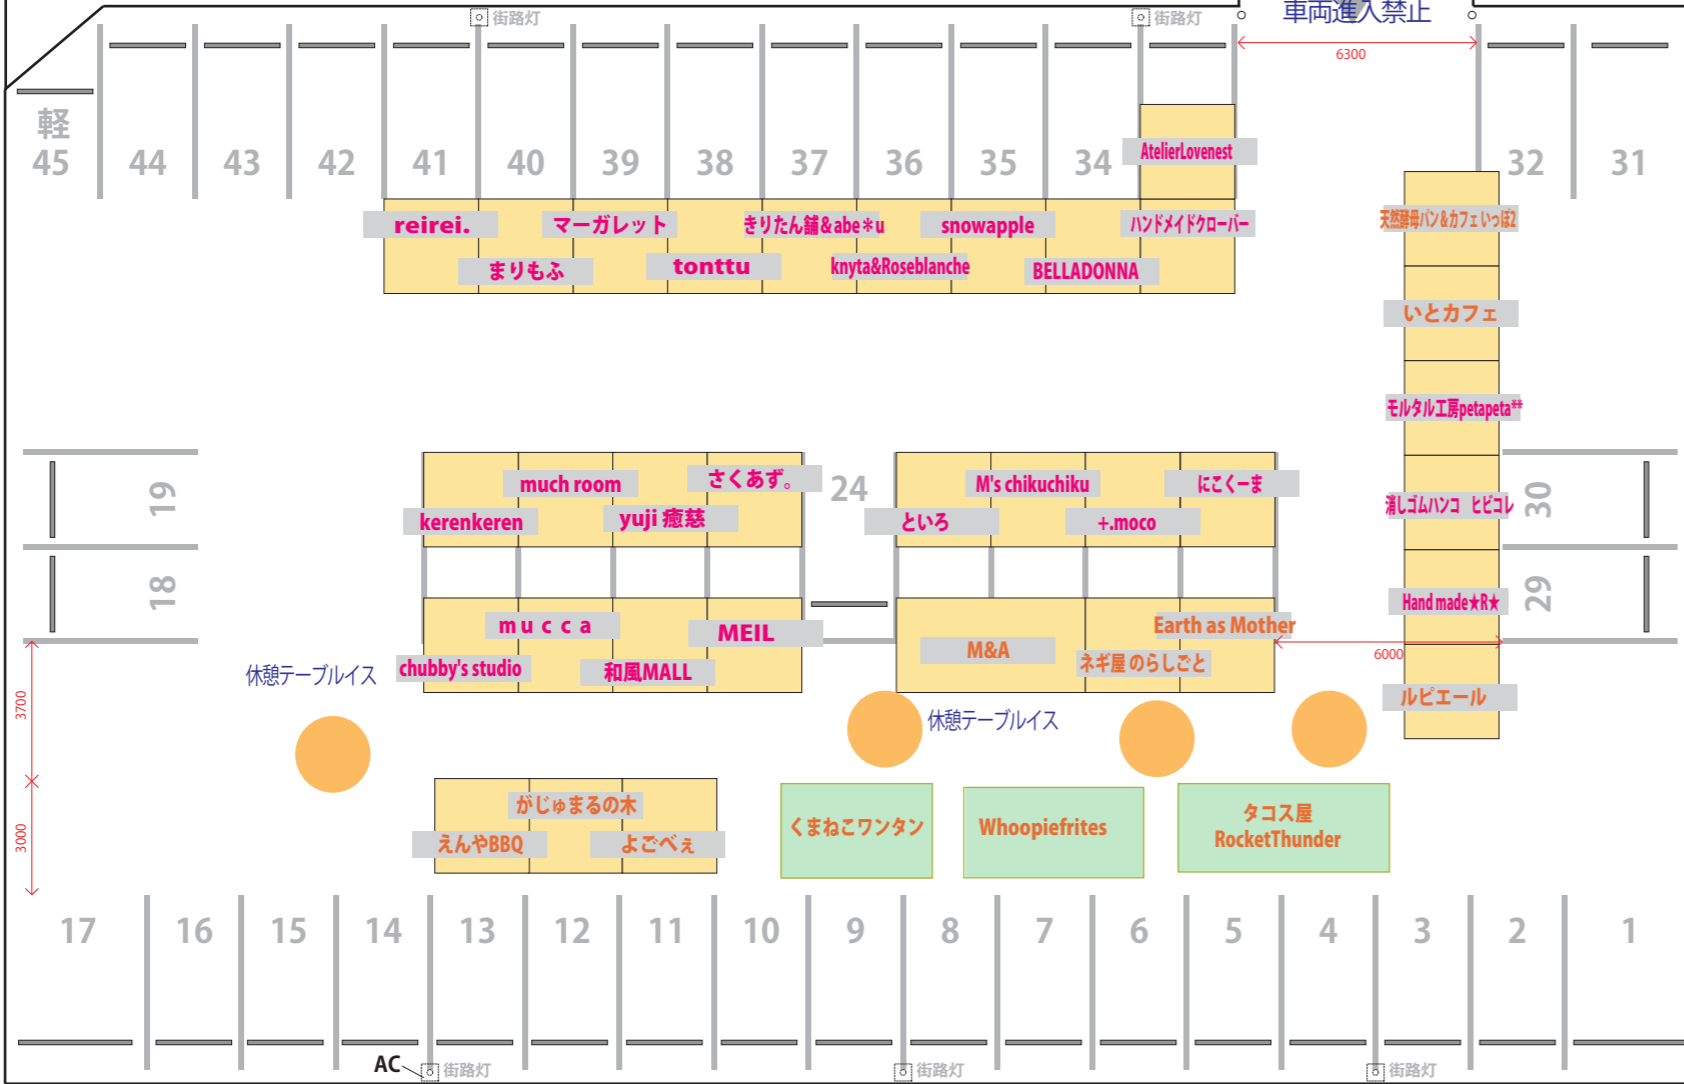 街路灯
街路灯
車両進入禁止
6300
軽
45
44
43
42
41
40
39
38
37
36
35
34
32
31
AtelierLovenest
reirei.
マーガレット
きりたん舗&abe＊u
snowapple
ハンドメイドクローバー
まりもふ
tonttu
knyta&Roseblanche
BELLADONNA
天然酵母パン&カフェ いっぽ2
いとカフェ
モルタル工房petapeta**
消しゴムハンコ　ヒビコレ
Hand made★R★
ルピエール
19
18
24
30
29
much room
さくあず。
kerenkeren
yuji 癒慈
M's chikuchiku
にこくーま
といろ
+.moco
mucca
MEIL
chubby's studio
和風MALL
M&A
Earth as Mother
ネギ屋 のらしごと
6000
3700
3000
休憩テーブルイス
休憩テーブルイス
がじゅまるの木
えんやBBQ
よごべぇ
くまねこワンタン
Whoopiefrites
タコス屋
RocketThunder
17
16
15
14
13
12
11
10
9
8
7
6
5
4
3
2
1
AC
街路灯
街路灯
街路灯